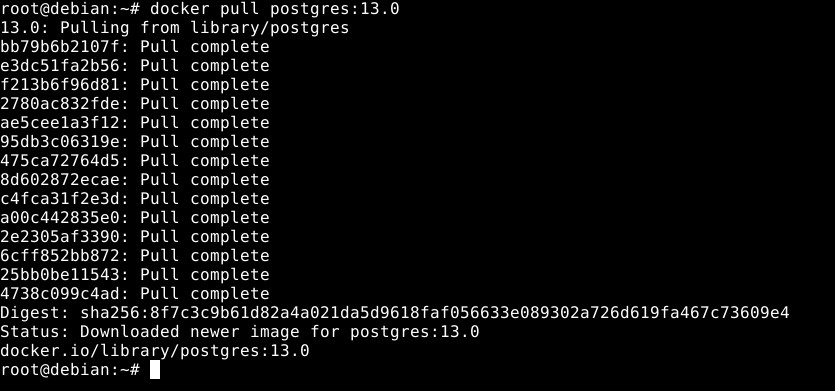 root@debian:~# docker pull postgres:13.0
13.0: Pulling from library/postgres
bb79b6b2107f: Pull complete
e3dc51fa2b56: Pull complete
f213b6f96d81: Pull complete
2780ac832fde: Pull complete
ae5cee1a3f12: Pull complete
95db3c06319e: Pull complete
475ca72764d5: Pull complete
8d602872ecae: Pull complete
c4fca31f2e3d: Pull complete
a00c442835e0: Pull complete
2e2305af3390: Pull complete
6cff852bb872: Pull complete
25bb0be11543: Pull complete
4738c099c4ad: Pull complete
Digest: sha256:8f7c3c9b61d82a4a021da5d9618faf056633e089302a726d619fa467c73609e4
Status: Downloaded newer image for postgres:13.0
docker.io/library/postgres:13.0
root@debian:~#